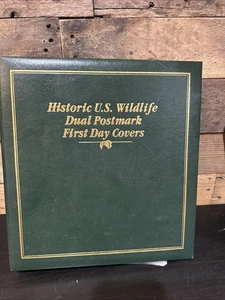 Historic U.S. Wildlife
Dual Postmark
First Day Covers